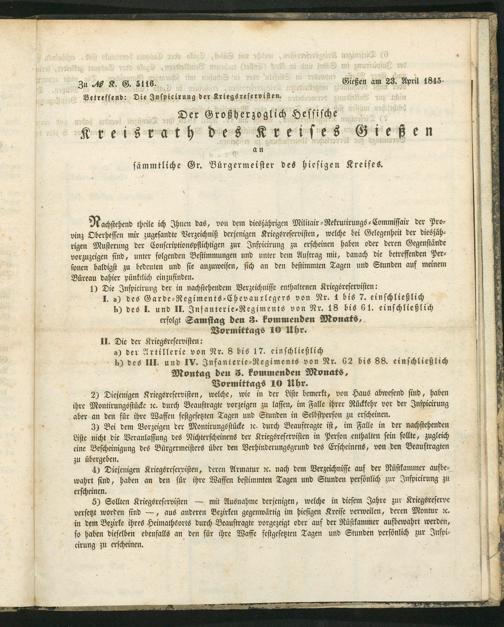 Zu № K. G. 5116. Gießen am 23. April 1845
Betreffend: Die Inspicirung der Kriegsreservisten.
Der Großherzoglich Hessische
Kreisrath des Kreises Gießen
an
sämmtliche Gr. Bürgermeister des hiesigen Kreises.
Nachstehend theile ich Ihnen das, von dem diesjährigen Militair-Rekrutirungs-Commissair der Pro-
vinz Oberhessen mir zugesandte Verzeichniß derjenigen Kriegsreservisten, welche bei Gelegenheit der diesjäh-
rigen Musterung der Conscriptionspflichtigen zur Inspicirung zu erscheinen haben oder deren Gegenstände
vorzuzeigen sind, unter folgenden Bestimmungen und unter dem Auftrag mit, danach die betreffenden Per-
sonen baldigst zu bedeuten und sie anzuweisen, sich an den bestimmten Tagen und Stunden auf meinem
Büreau dahier pünktlich einzufinden.
1) Die Inspicirung der in nachstehendem Verzeichnisse enthaltenen Kriegsreservisten:
I. a) des Garde-Regiments-Chevauxlegers von Nr. 1 bis 7. einschließlich
b) des I. und II. Infanterie-Regiments von Nr. 18 bis 61. einschließlich
erfolgt Samstag den 3. kommenden Monats,
Vormittags 10 Uhr.
II. Die der Kriegsreservisten:
a) der Artillerie von Nr. 8 bis 17. einschließlich
b) des III. und IV. Infanterie-Regiments von Nr. 62 bis 88. einschließlich
Montag den 5. kommenden Monats,
Vormittags 10 Uhr.
2) Diejenigen Kriegsreservisten, welche, wie in der Liste bemerkt, von Haus abwesend sind, haben
ihre Montirungsstücke ꝛc. durch Beauftragte vorzeigen zu lassen, im Falle ihrer Rückkehr vor der Inspicirung
aber an den für ihre Waffen festgesetzten Tagen und Stunden in Selbstperson zu erscheinen.
3) Bei dem Vorzeigen der Montirungsstücke ꝛc. durch Beauftragte ist, im Falle in der nachstehenden
Liste nicht die Veranlassung des Nichterscheinens der Kriegsreservisten in Person enthalten sein sollte, zugleich
eine Bescheinigung des Bürgermeisters über den Verhinderungsgrund des Erscheinens, von den Beauftragten
zu übergeben.
4) Diejenigen Kriegsreservisten, deren Armatur ꝛc. nach dem Verzeichnisse auf der Rüstkammer aufbe-
wahrt sind, haben an den für ihre Waffen bestimmten Tagen und Stunden persönlich zur Inspicirung zu
erscheinen.
5) Sollten Kriegsreservisten — mit Ausnahme derjenigen, welche in diesem Jahre zur Kriegsreserve
versetzt worden sind —, aus anderen Bezirken gegenwärtig im hiesigen Kreise verweilen, deren Montur ꝛc.
in dem Bezirke ihres Heimathsorts durch Beauftragte vorgezeigt oder auf der Rüstkammer aufbewahrt werden,
so haben dieselben ebenfalls an den für ihre Waffe festgesetzten Tagen und Stunden persönlich zur Inspi-
cirung zu erscheinen.